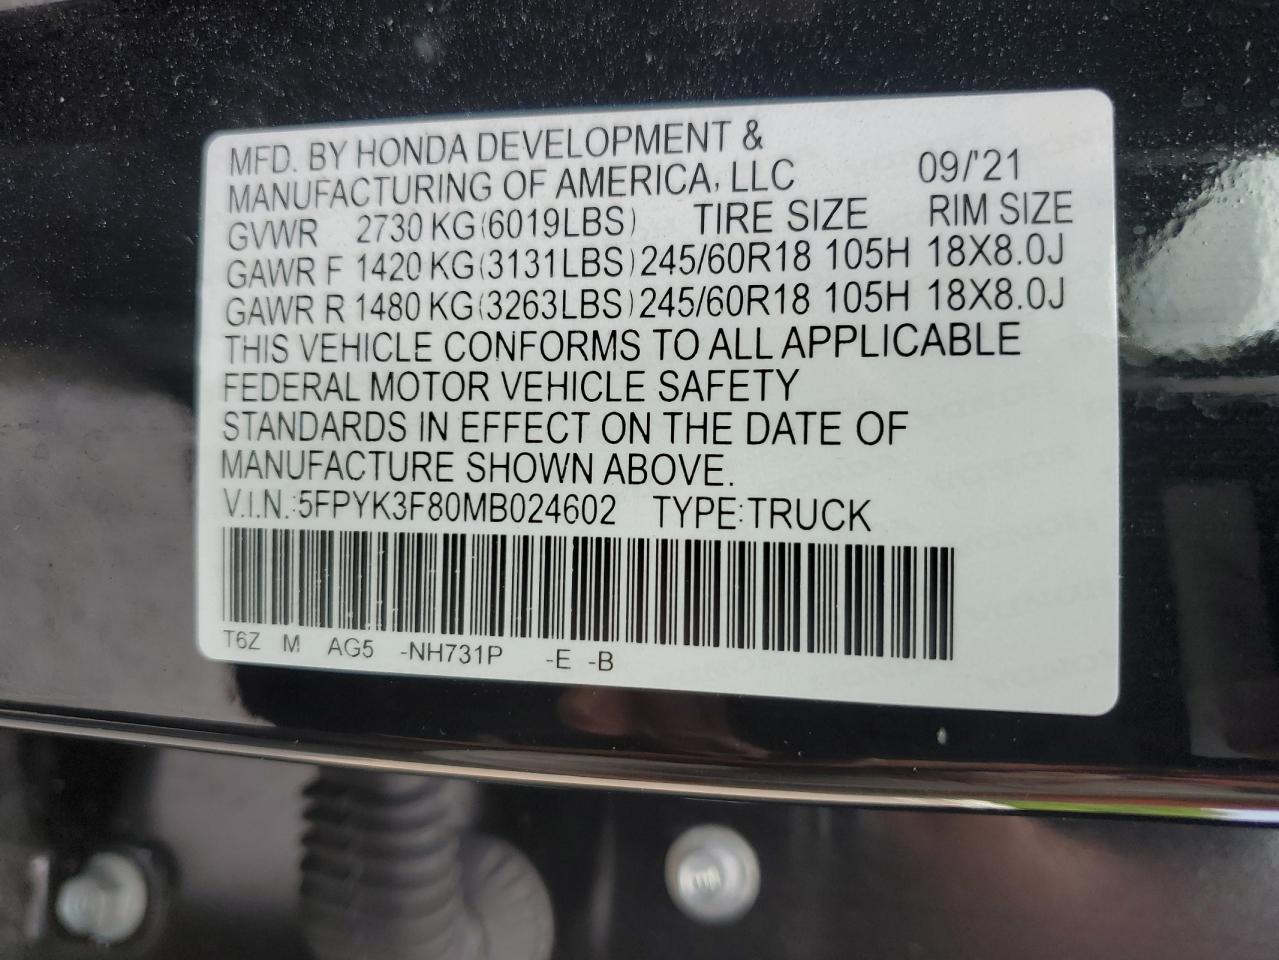 MFD. BY HONDA DEVELOPMENT &
MANUFACTURING OF AMERICA, LLC 09/'21
GVWR 2730 KG(6019LBS) TIRE SIZE RIM SIZE
GAWR F 1420 KG(3131LBS) 245/60R18 105H 18X8.0J
GAWR R 1480 KG(3263LBS) 245/60R18 105H 18X8.0J
THIS VEHICLE CONFORMS TO ALL APPLICABLE
FEDERAL MOTOR VEHICLE SAFETY
STANDARDS IN EFFECT ON THE DATE OF
MANUFACTURE SHOWN ABOVE.
V.I.N.:5FPYK3F80MB024602 TYPE:TRUCK
T6Z M AG5 -NH731P -E -B